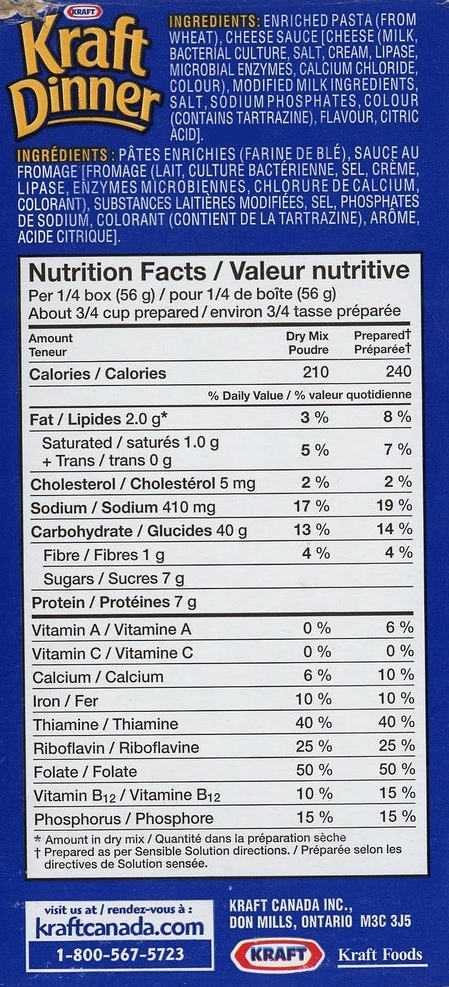 KRAFT
Kraft
Dinner
INGREDIENTS: ENRICHED PASTA (FROM
WHEAT), CHEESE SAUCE [CHEESE (MILK,
BACTERIAL CULTURE, SALT, CREAM, LIPASE,
MICROBIAL ENZYMES, CALCIUM CHLORIDE,
COLOUR), MODIFIED MILK INGREDIENTS,
SALT, SODIUM PHOSPHATES, COLOUR
(CONTAINS TARTRAZINE), FLAVOUR, CITRIC
ACID].
INGRÉDIENTS : PÂTES ENRICHIES (FARINE DE BLÉ), SAUCE AU
FROMAGE [FROMAGE (LAIT, CULTURE BACTÉRIENNE, SEL, CRÈME,
LIPASE, ENZYMES MICROBIENNES, CHLORURE DE CALCIUM,
COLORANT), SUBSTANCES LAITIÈRES MODIFIÉES, SEL, PHOSPHATES
DE SODIUM, COLORANT (CONTIENT DE LA TARTRAZINE), ARÔME,
ACIDE CITRIQUE].
Nutrition Facts / Valeur nutritive
Per 1/4 box (56 g) / pour 1/4 de boîte (56 g)
About 3/4 cup prepared / environ 3/4 tasse préparée
Amount Dry Mix Prepared†
Teneur Poudre Préparée†
Calories / Calories 210 240
% Daily Value / % valeur quotidienne
Fat / Lipides 2.0 g* 3 % 8 %
Saturated / saturés 1.0 g
+ Trans / trans 0 g 5 % 7 %
Cholesterol / Cholestérol 5 mg 2 % 2 %
Sodium / Sodium 410 mg 17 % 19 %
Carbohydrate / Glucides 40 g 13 % 14 %
Fibre / Fibres 1 g 4 % 4 %
Sugars / Sucres 7 g
Protein / Protéines 7 g
Vitamin A / Vitamine A 0 % 6 %
Vitamin C / Vitamine C 0 % 0 %
Calcium / Calcium 6 % 10 %
Iron / Fer 10 % 10 %
Thiamine / Thiamine 40 % 40 %
Riboflavin / Riboflavine 25 % 25 %
Folate / Folate 50 % 50 %
Vitamin B12 / Vitamine B12 10 % 15 %
Phosphorus / Phosphore 15 % 15 %
* Amount in dry mix / Quantité dans la préparation sèche
† Prepared as per Sensible Solution directions. / Préparée selon les
directives de Solution sensée.
visit us at / rendez-vous à :
kraftcanada.com
1-800-567-5723
KRAFT CANADA INC.,
DON MILLS, ONTARIO M3C 3J5
KRAFT
Kraft Foods